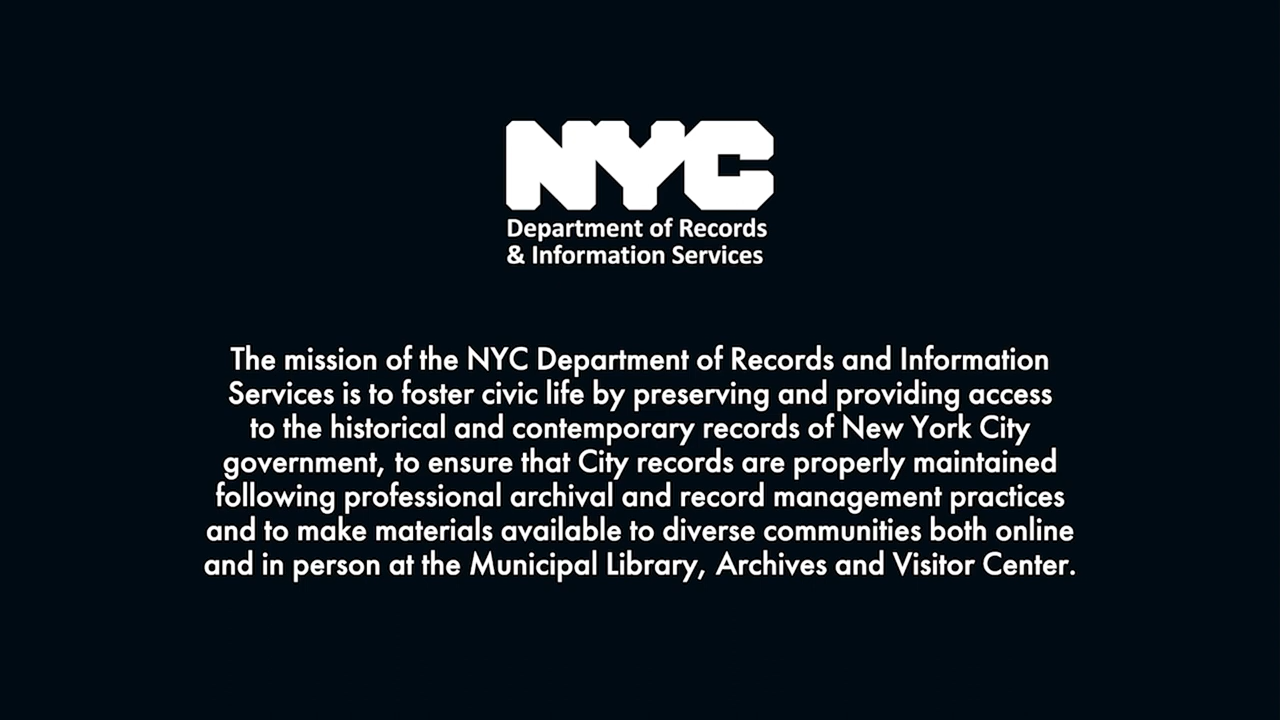 NYC
Department of Records
& Information Services
The mission of the NYC Department of Records and Information
Services is to foster civic life by preserving and providing access
to the historical and contemporary records of New York City
government, to ensure that City records are properly maintained
following professional archival and record management practices
and to make materials available to diverse communities both online
and in person at the Municipal Library, Archives and Visitor Center.